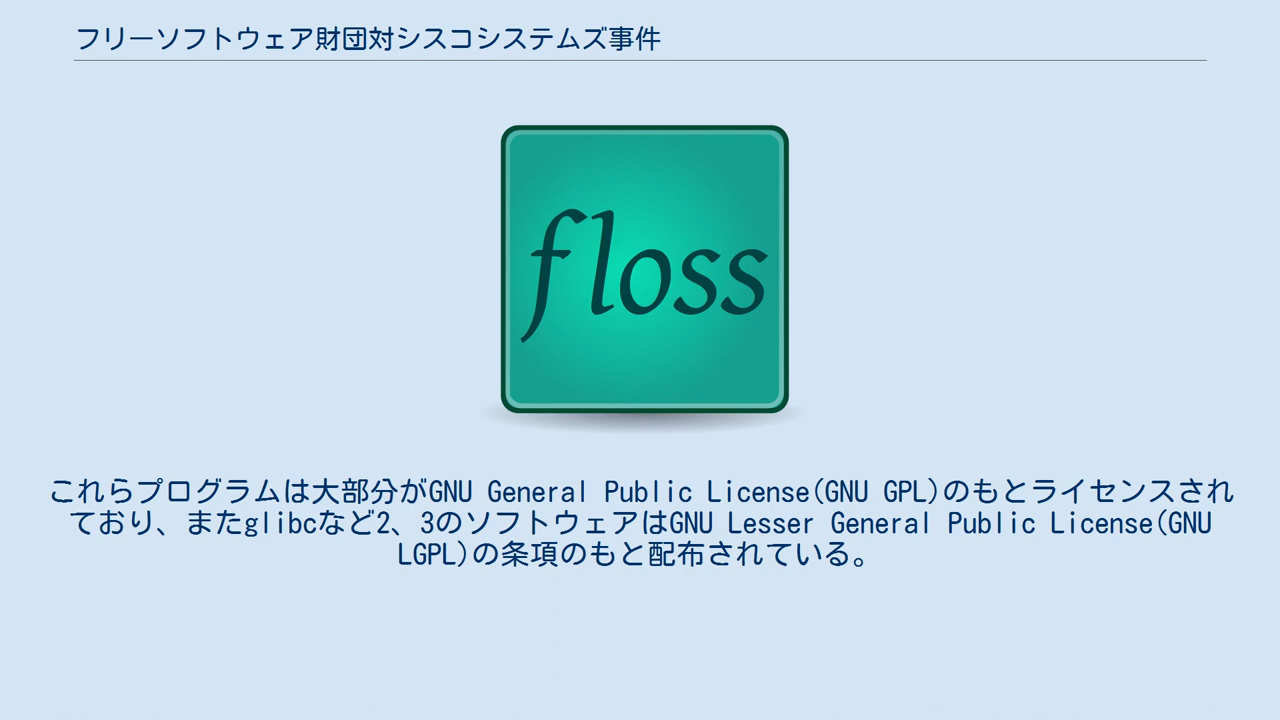 フリーソフトウェア財団対シスコシステムズ事件
floss
これらプログラムは大部分がGNU General Public License(GNU GPL)のもとライセンスされ
ており、またglibcなど2、3のソフトウェアはGNU Lesser General Public License(GNU
LGPL)の条項のもと配布されている。